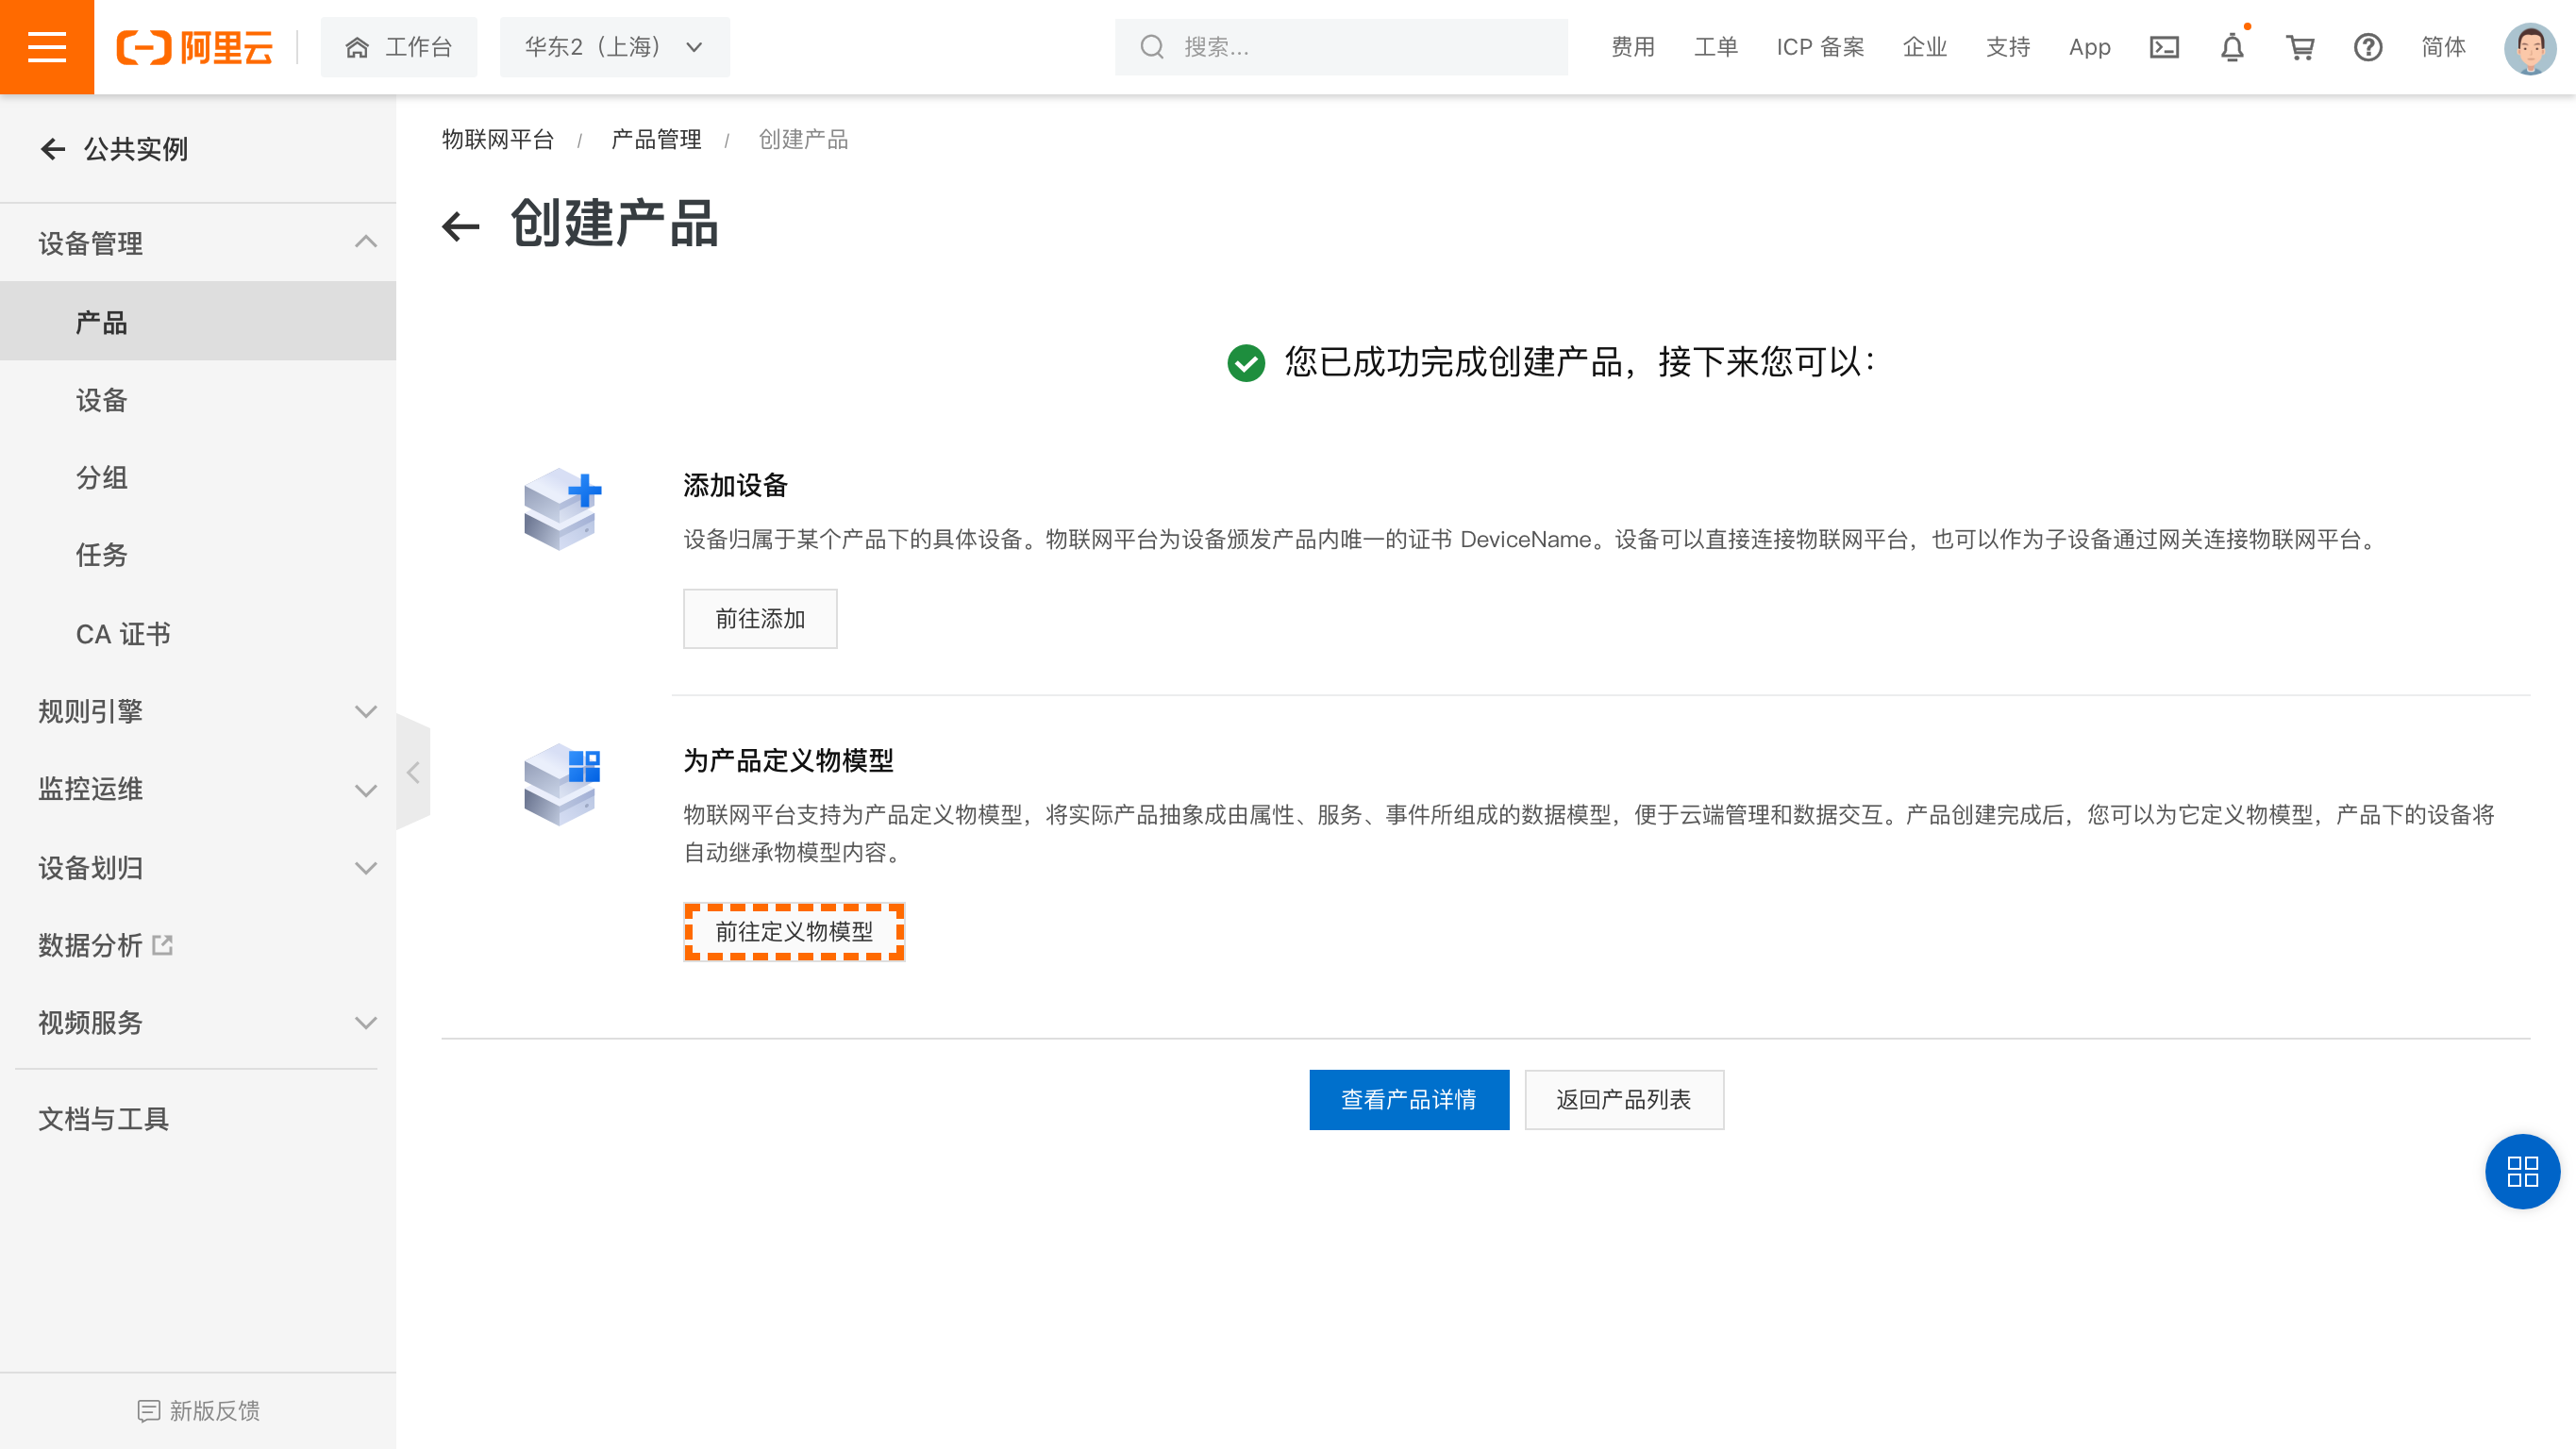 阿里云
工作台
华东2（上海）
搜索...
费用
工单
ICP 备案
企业
支持
App
简体
公共实例
设备管理
产品
设备
分组
任务
CA 证书
规则引擎
监控运维
设备划归
数据分析
视频服务
文档与工具
新版反馈
物联网平台 / 产品管理 / 创建产品
创建产品
您已成功完成创建产品，接下来您可以：
添加设备
设备归属于某个产品下的具体设备。物联网平台为设备颁发产品内唯一的证书 DeviceName。设备可以直接连接物联网平台，也可以作为子设备通过网关连接物联网平台。
前往添加
为产品定义物模型
物联网平台支持为产品定义物模型，将实际产品抽象成由属性、服务、事件所组成的数据模型，便于云端管理和数据交互。产品创建完成后，您可以为它定义物模型，产品下的设备将
自动继承物模型内容。
前往定义物模型
查看产品详情
返回产品列表